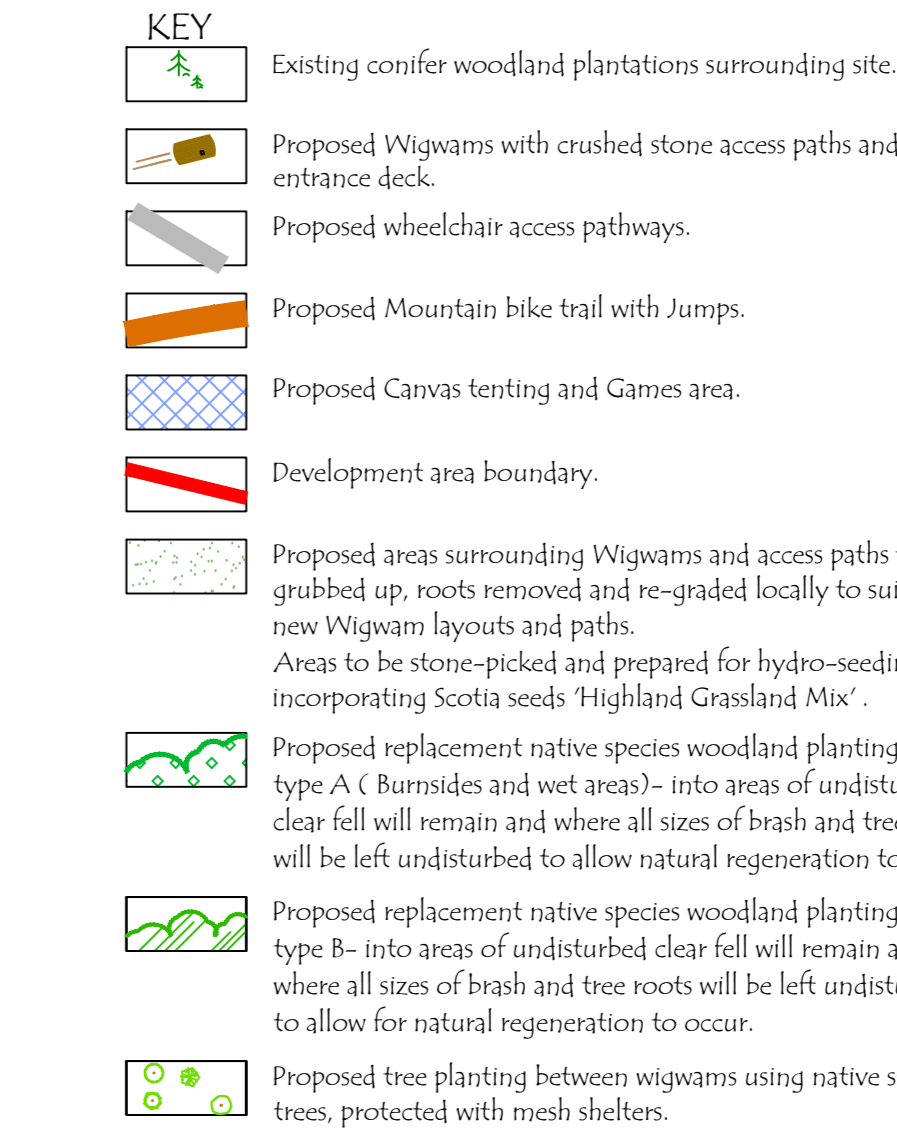 KEY
Existing conifer woodland plantations surrounding site.
Proposed Wigwams with crushed stone access paths and
entrance deck.
Proposed wheelchair access pathways.
Proposed Mountain bike trail with Jumps.
Proposed Canvas tenting and Games area.
Development area boundary.
Proposed areas surrounding Wigwams and access paths
grubbed up, roots removed and re-graded locally to
new Wigwam layouts and paths.
Areas to be stone-picked and prepared for
incorporating Scotia seeds 'Highland Grassland Mix' .
Proposed replacement native species woodland planting
type A ( Burnsides and wet areas)- into areas of
clear fell will remain and where all sizes of brash and
will be left undisturbed to allow natural regeneration
Proposed replacement native species woodland planting
type B- into areas of undisturbed clear fell will remain
where all sizes of brash and tree roots will be left
to allow for natural regeneration to occur.
Proposed tree planting between wigwams using native
trees, protected with mesh shelters.